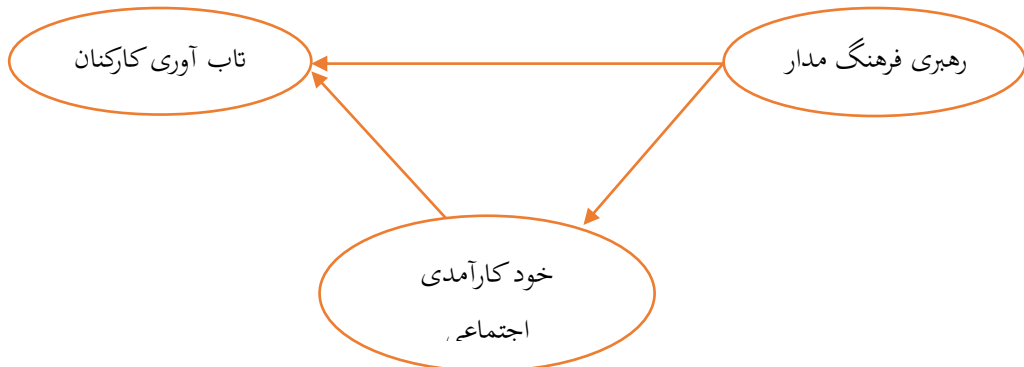 رهبری فرهنگ مدار
تاب آوری کارکنان
خود کارآمدی
اجتماعی